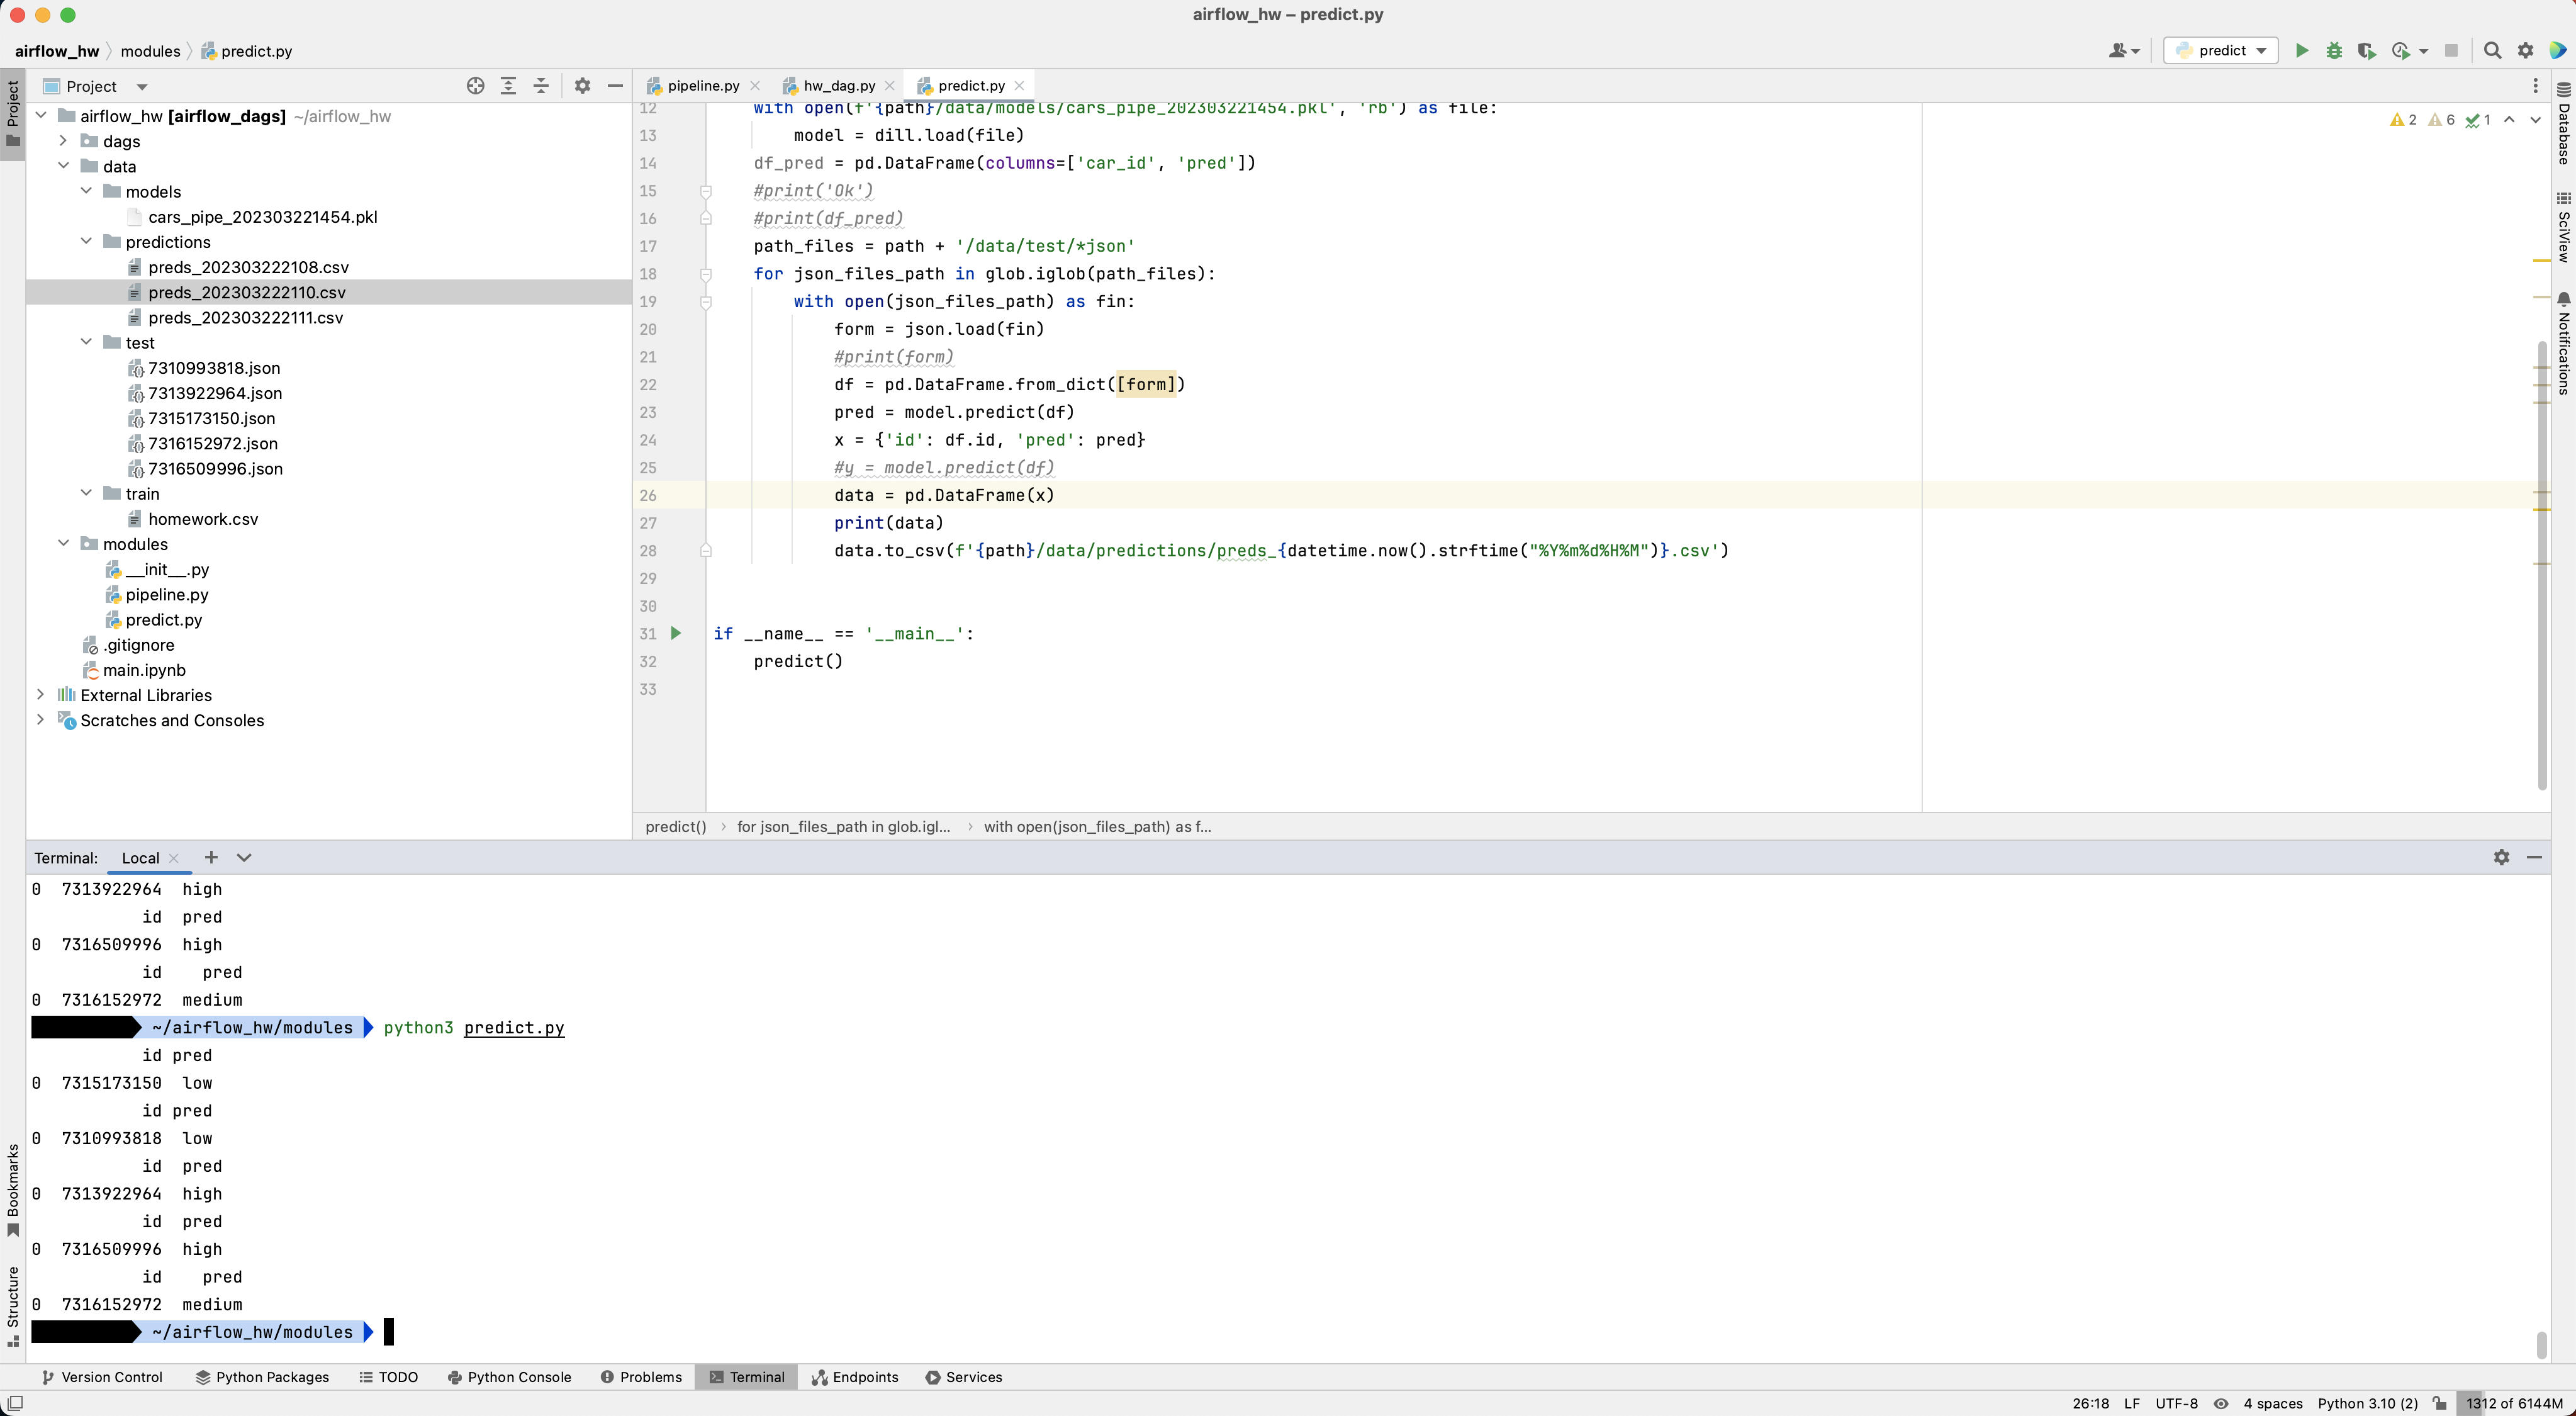 airflow_hw – predict.py
airflow_hw modules predict.py
predict
Project
Project
airflow_hw [airflow_dags] ~/airflow_hw
dags
data
models
cars_pipe_202303221454.pkl
predictions
preds_202303222108.csv
preds_202303222110.csv
preds_202303222111.csv
test
7310993818.json
7313922964.json
7315173150.json
7316152972.json
7316509996.json
train
homework.csv
modules
__init__.py
pipeline.py
predict.py
.gitignore
main.ipynb
External Libraries
Scratches and Consoles
Bookmarks
Structure
pipeline.py hw_dag.py predict.py
2 6 1
12 with open(f'{path}/data/models/cars_pipe_202303221454.pkl', 'rb') as file:
13 model = dill.load(file)
14 df_pred = pd.DataFrame(columns=['car_id', 'pred'])
15 #print('Ok')
16 #print(df_pred)
17 path_files = path + '/data/test/*json'
18 for json_files_path in glob.iglob(path_files):
19 with open(json_files_path) as fin:
20 form = json.load(fin)
21 #print(form)
22 df = pd.DataFrame.from_dict([form])
23 pred = model.predict(df)
24 x = {'id': df.id, 'pred': pred}
25 #y = model.predict(df)
26 data = pd.DataFrame(x)
27 print(data)
28 data.to_csv(f'{path}/data/predictions/preds_{datetime.now().strftime("%Y%m%d%H%M")}.csv')
29
30
31 if __name__ == '__main__':
32 predict()
33
predict() for json_files_path in glob.igl... with open(json_files_path) as f...
Database
SciView
Notifications
Terminal: Local
0 7313922964 high
id pred
0 7316509996 high
id pred
0 7316152972 medium
~/airflow_hw/modules python3 predict.py
id pred
0 7315173150 low
id pred
0 7310993818 low
id pred
0 7313922964 high
id pred
0 7316509996 high
id pred
0 7316152972 medium
~/airflow_hw/modules
Version Control Python Packages TODO Python Console Problems Terminal Endpoints Services
26:18 LF UTF-8 4 spaces Python 3.10 (2) 1312 of 6144M